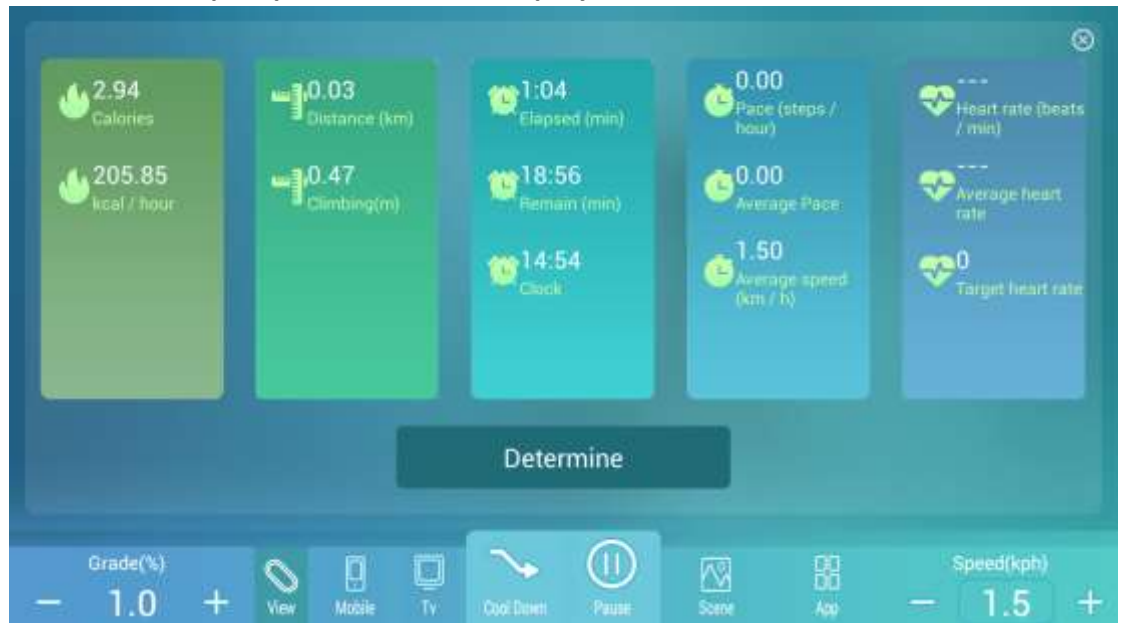 2.94
Calories
205.85
kcal / hour
0.03
Distance (km)
0.47
Climbing(m)
1:04
Elapsed (min)
18:56
Remain (min)
14:54
Clock
0.00
Pace (steps /
hour)
0.00
Average Pace
1.50
Average speed
(km / h)
---
Heart rate (beats
/ min)
---
Average heart
rate
0
Target heart rate
Determine
Grade(%)
− 1.0 +
View
Mobile
Tv
Cool Down
Pause
Scene
App
Speed(kph)
− 1.5 +